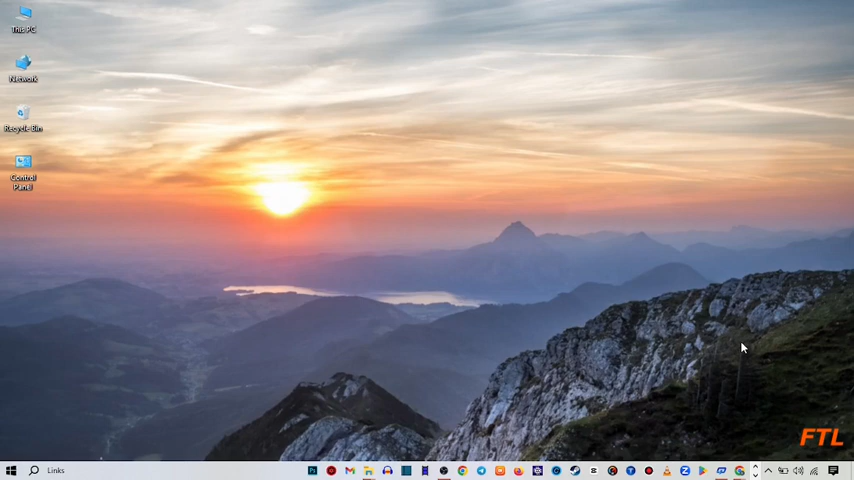 This PC
Network
Recycle Bin
Control
Panel
FTL
Links